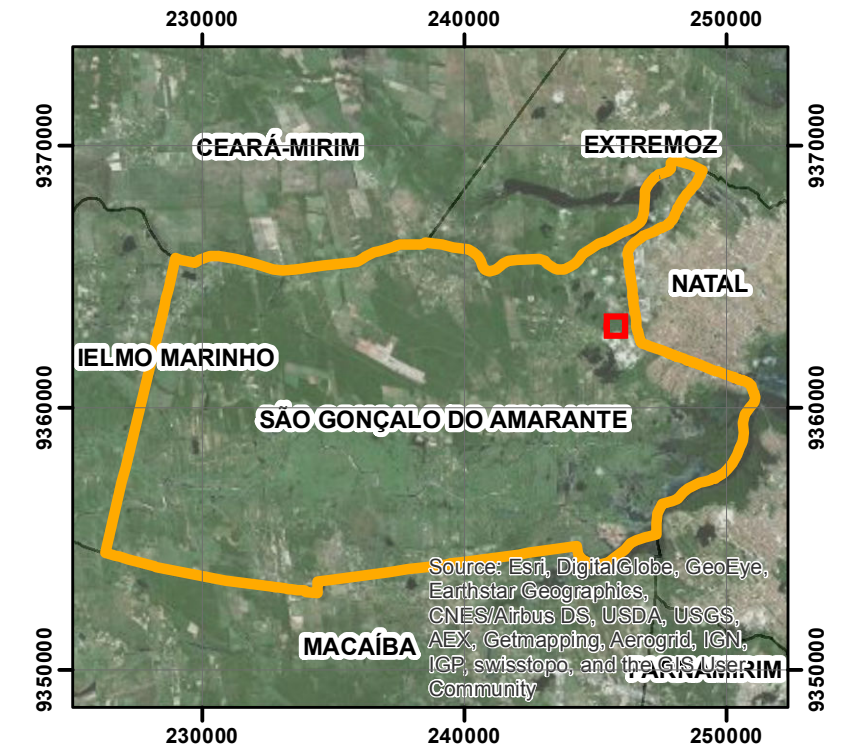 230000 240000 250000
9370000 9370000
CEARÁ-MIRIM EXTREMOZ
NATAL
IELMO MARINHO
9360000 9360000
SÃO GONÇALO DO AMARANTE
Source: Esri, DigitalGlobe, GeoEye,
Earthstar Geographics,
CNES/Airbus DS, USDA, USGS,
AEX, Getmapping, Aerogrid, IGN,
IGP, swisstopo, and the GIS User
Community
MACAÍBA
PARNAMIRIM
9350000 9350000
230000 240000 250000